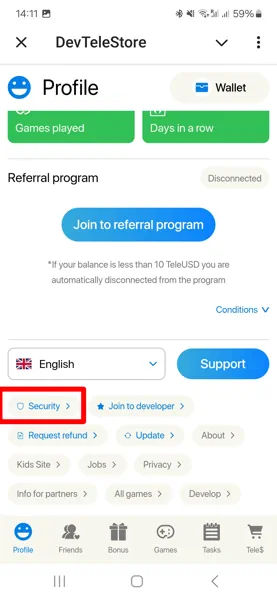 14:11
59%
DevTeleStore
Profile
Wallet
Games played
Days in a row
Referral program
Disconnected
Join to referral program
*If your balance is less than 10 TeleUSD you are
automatically disconnected from the program
Conditions
English
Support
Security
Join to developer
Request refund
Update
About
Kids Site
Jobs
Privacy
Info for partners
All games
Develop
Profile
Friends
Bonus
Games
Tasks
Tele$